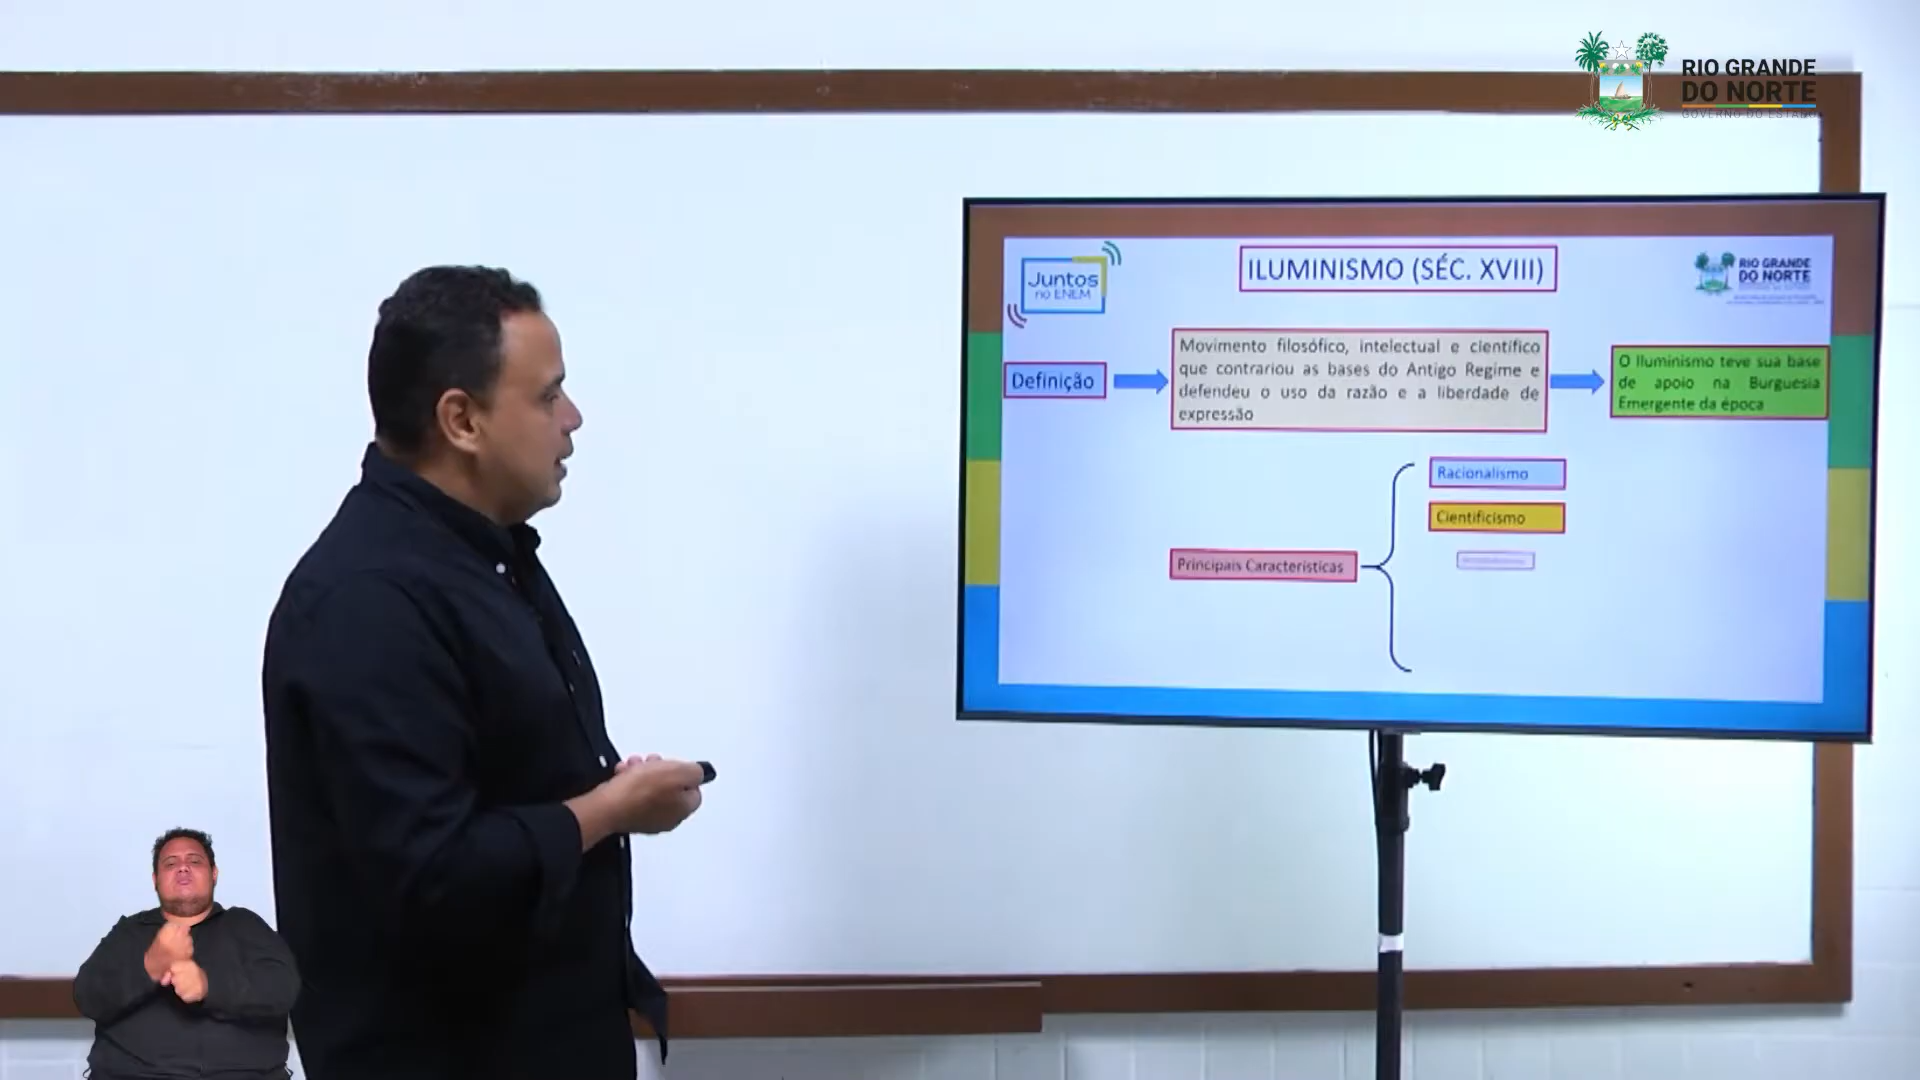 RIO GRANDE
DO NORTE
GOVERNO DO ESTADO
Juntos
no ENEM
ILUMINISMO (SÉC. XVIII)
RIO GRANDE
DO NORTE
Definição
Movimento filosófico, intelectual e científico
que contrariou as bases do Antigo Regime e
defendeu o uso da razão e a liberdade de
expressão
O Iluminismo teve sua base
de apoio na Burguesia
Emergente da época
Racionalismo
Cientificismo
Principais Características